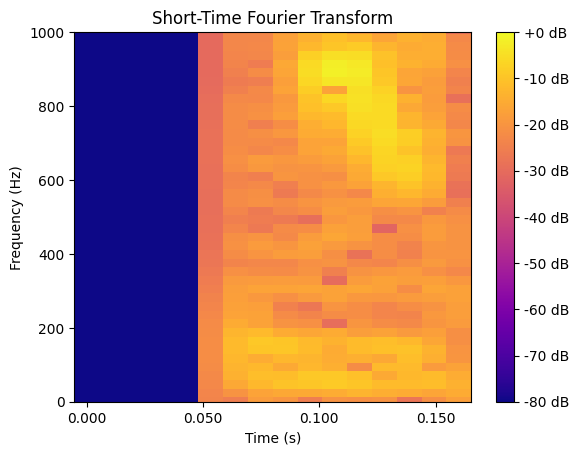 Short-Time Fourier Transform
1000
800
600
400
200
0
Frequency (Hz)
0.000
0.050
0.100
0.150
Time (s)
+0 dB
-10 dB
-20 dB
-30 dB
-40 dB
-50 dB
-60 dB
-70 dB
-80 dB